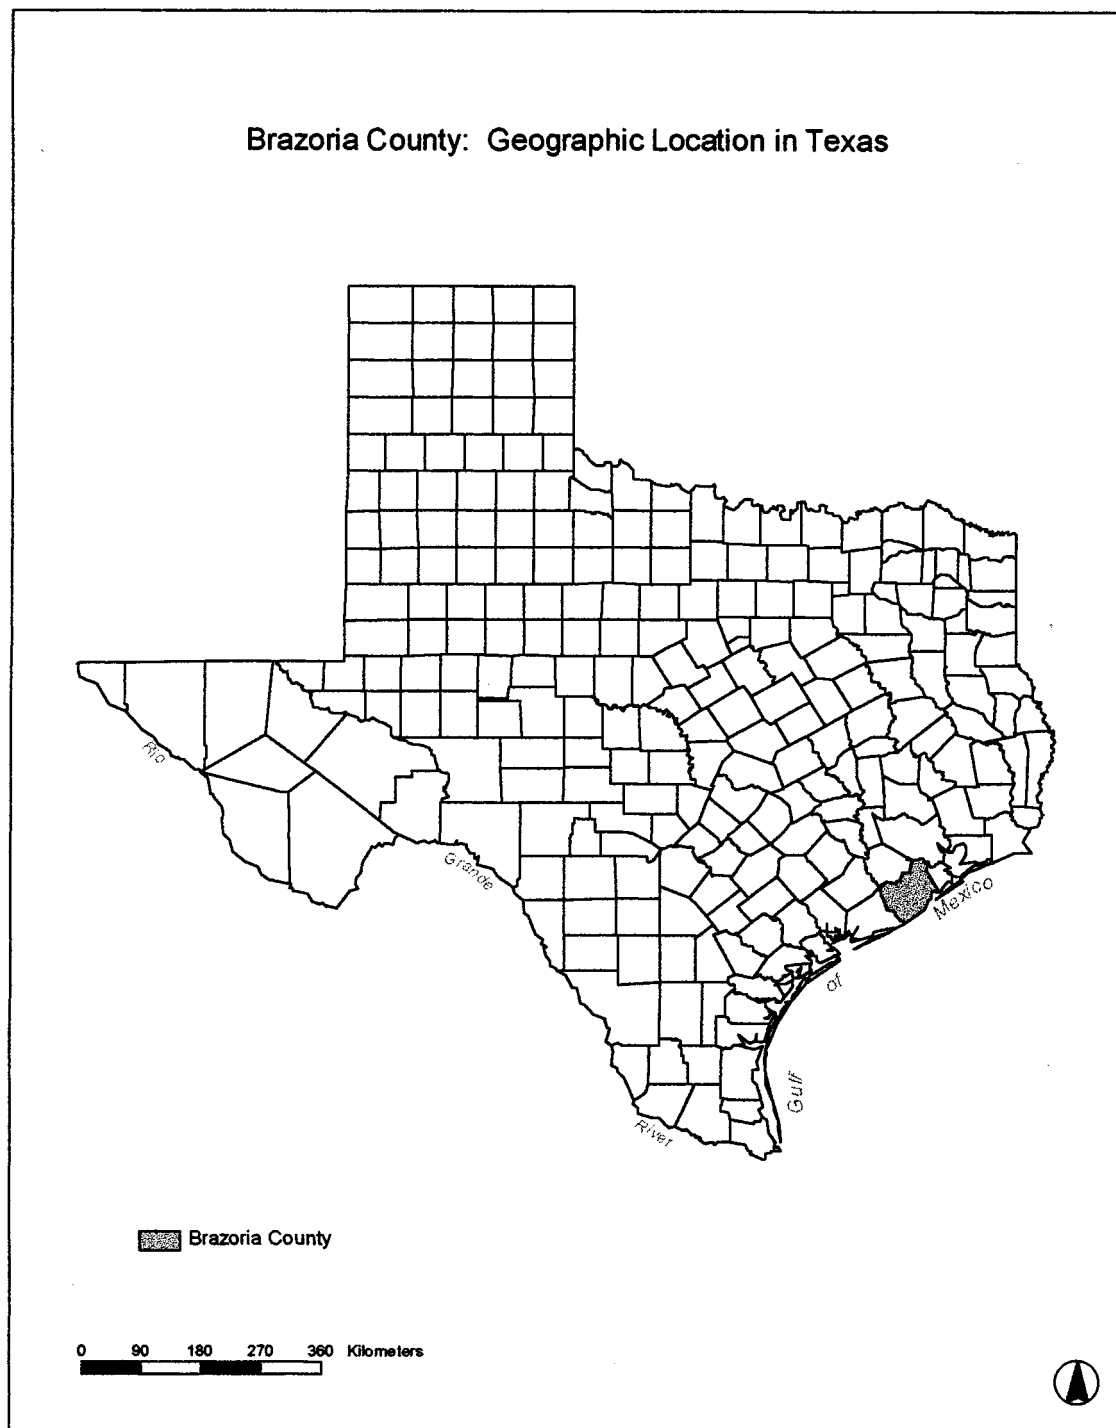 Brazoria County: Geographic Location in Texas
Rio
Grande
River
Gulf
of
Mexico
Brazoria County
0 90 180 270 360 Kilometers